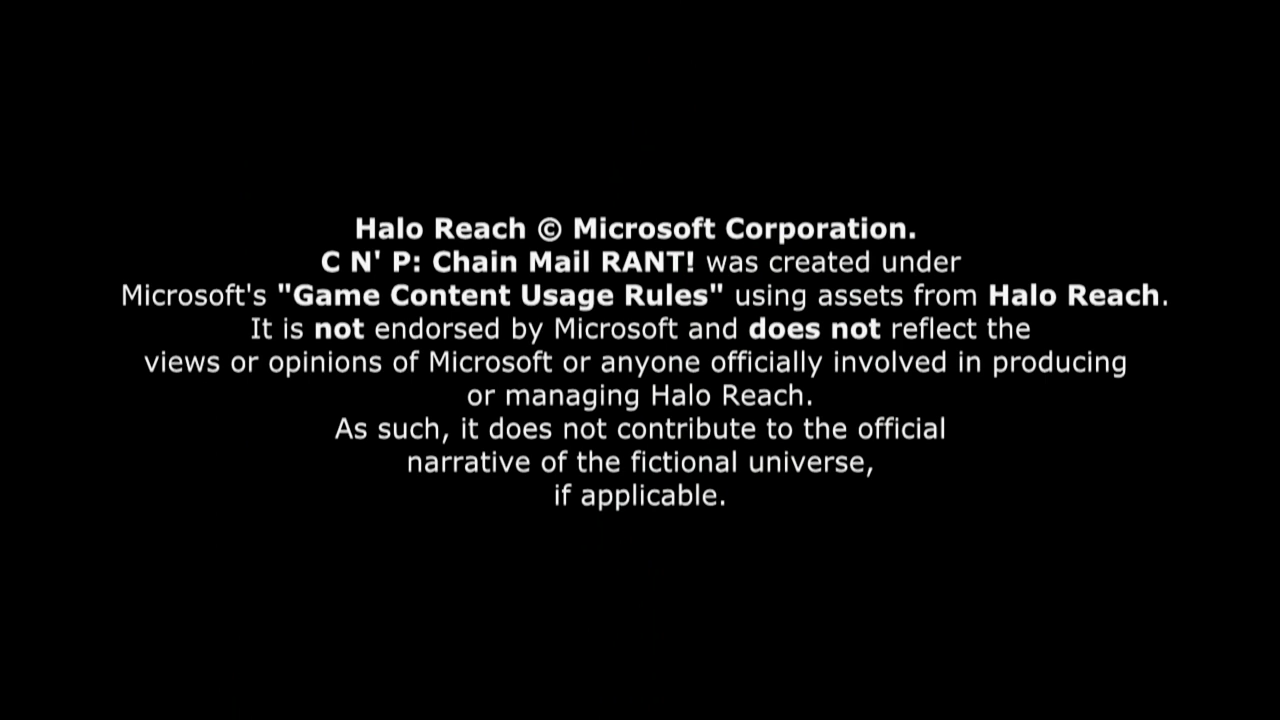 Halo Reach © Microsoft Corporation.
C N' P: Chain Mail RANT! was created under
Microsoft's "Game Content Usage Rules" using assets from Halo Reach.
It is not endorsed by Microsoft and does not reflect the
views or opinions of Microsoft or anyone officially involved in producing
or managing Halo Reach.
As such, it does not contribute to the official
narrative of the fictional universe,
if applicable.